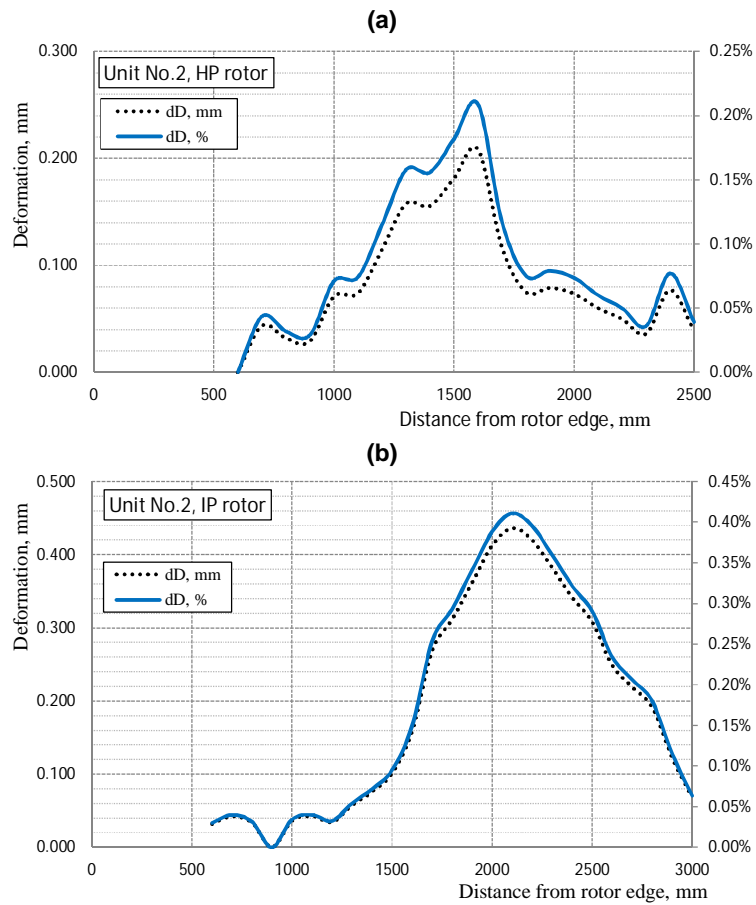 (a)
0.300
0.25%
Unit No.2, HP rotor
dD, mm
dD, %
0.20%
0.200
0.15%
Deformation, mm
0.10%
0.100
0.05%
0.000
0.00%
0 500 1000 1500 2000 2500
Distance from rotor edge, mm
(b)
0.500
0.45%
Unit No.2, IP rotor
0.40%
0.400
0.35%
dD, mm
dD, %
0.30%
0.300
0.25%
Deformation, mm
0.20%
0.200
0.15%
0.100
0.10%
0.05%
0.000
0.00%
0 500 1000 1500 2000 2500 3000
Distance from rotor edge, mm